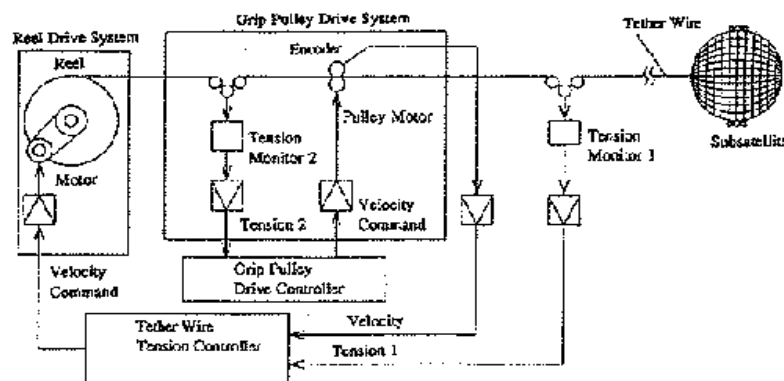 Grip Pulley Drive System
Reel Drive System
Reel
Motor
Velocity
Command
Encoder
Pulley Motor
Tension
Monitor 2
Tension 2
Velocity
Command
Grip Pulley
Drive Controller
Tether Wire
Subsatellite
Tension
Monitor 1
Velocity
Tension 1
Tether Wire
Tension Controller